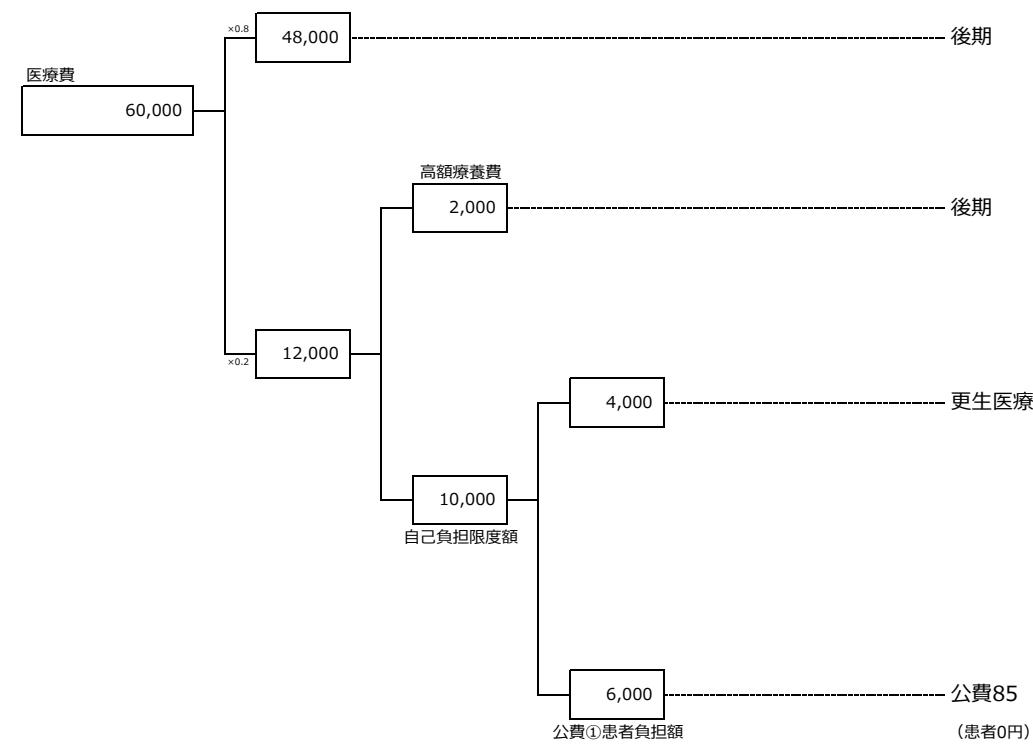 ×0.8
48,000
後期
医療費
60,000
高額療養費
2,000
後期
12,000
×0.2
4,000
更生医療
10,000
自己負担限度額
6,000
公費85
公費①患者負担額
（患者0円）